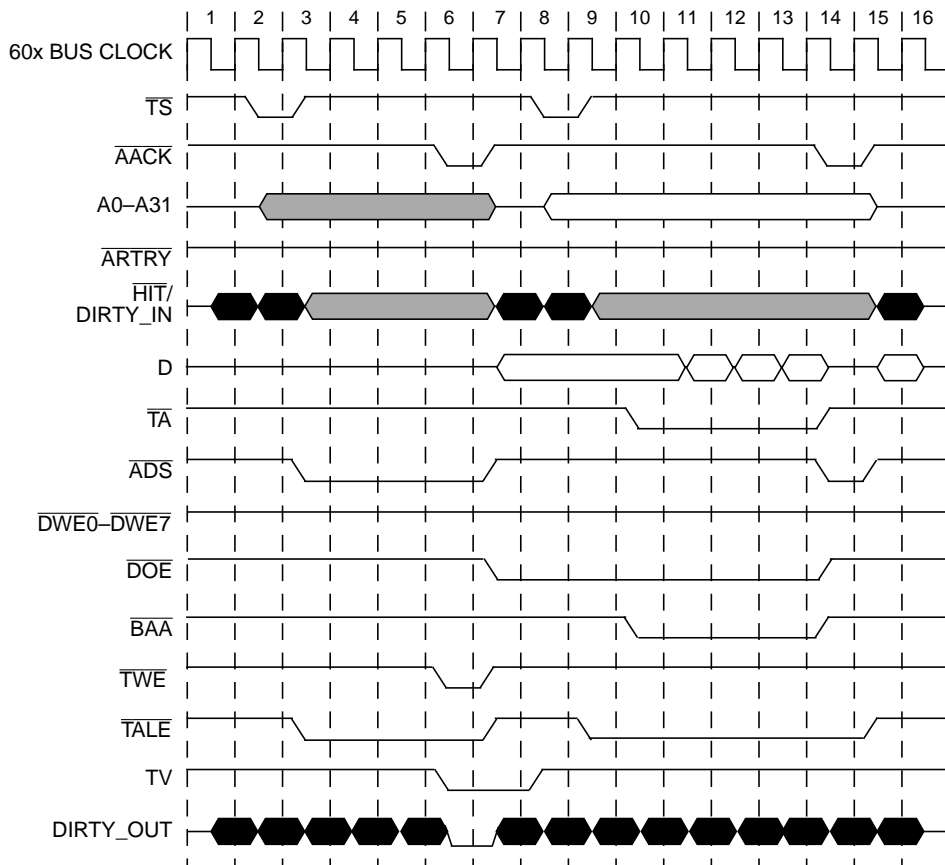 1 2 3 4 5 6 7 8 9 10 11 12 13 14 15 16
60x BUS CLOCK
TS
AACK
A0–A31
ARTRY
HIT/
DIRTY_IN
D
TA
ADS
DWE0–DWE7
DOE
BAA
TWE
TALE
TV
DIRTY_OUT